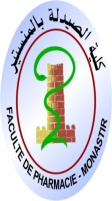 كلية الصيدلة بالمنستير
FACULTE DE PHARMACIE - MONASTIR